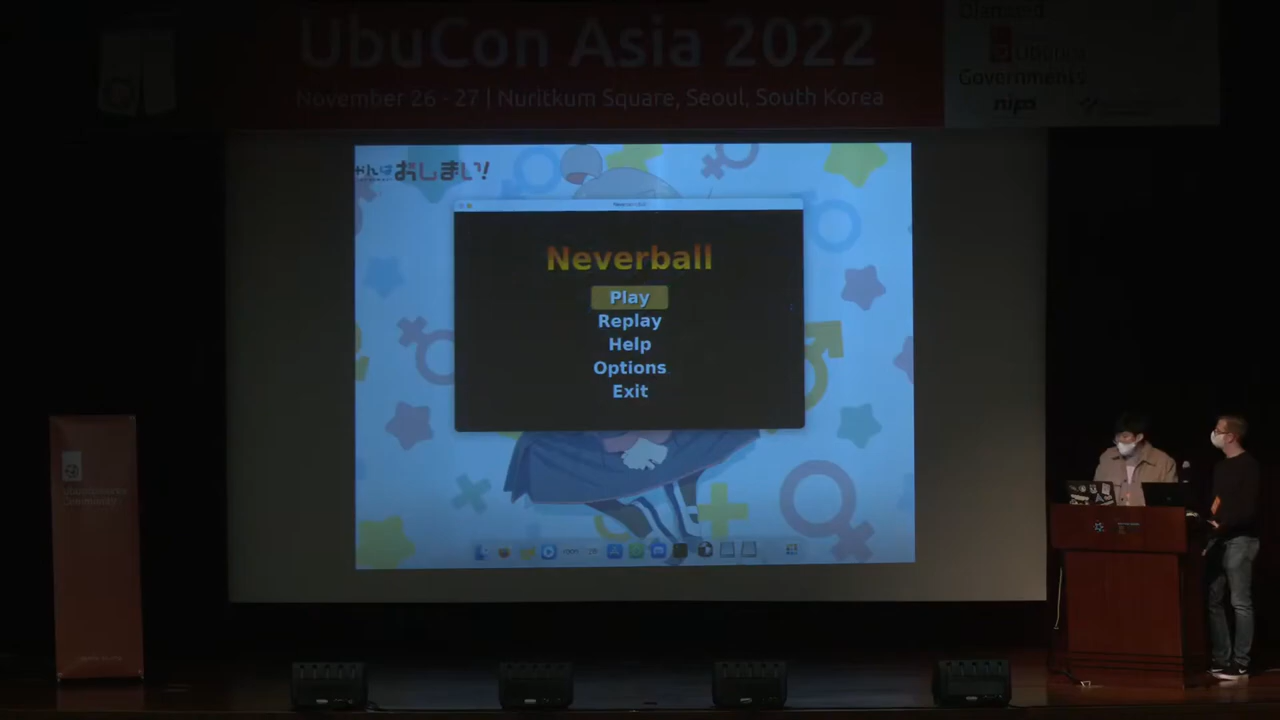 UbuCon Asia 2022
November 26 - 27 | Nuritkum Square, Seoul, South Korea
Diamond
Governments
nipa
おしまい!
Neverball
Play
Replay
Help
Options
Exit